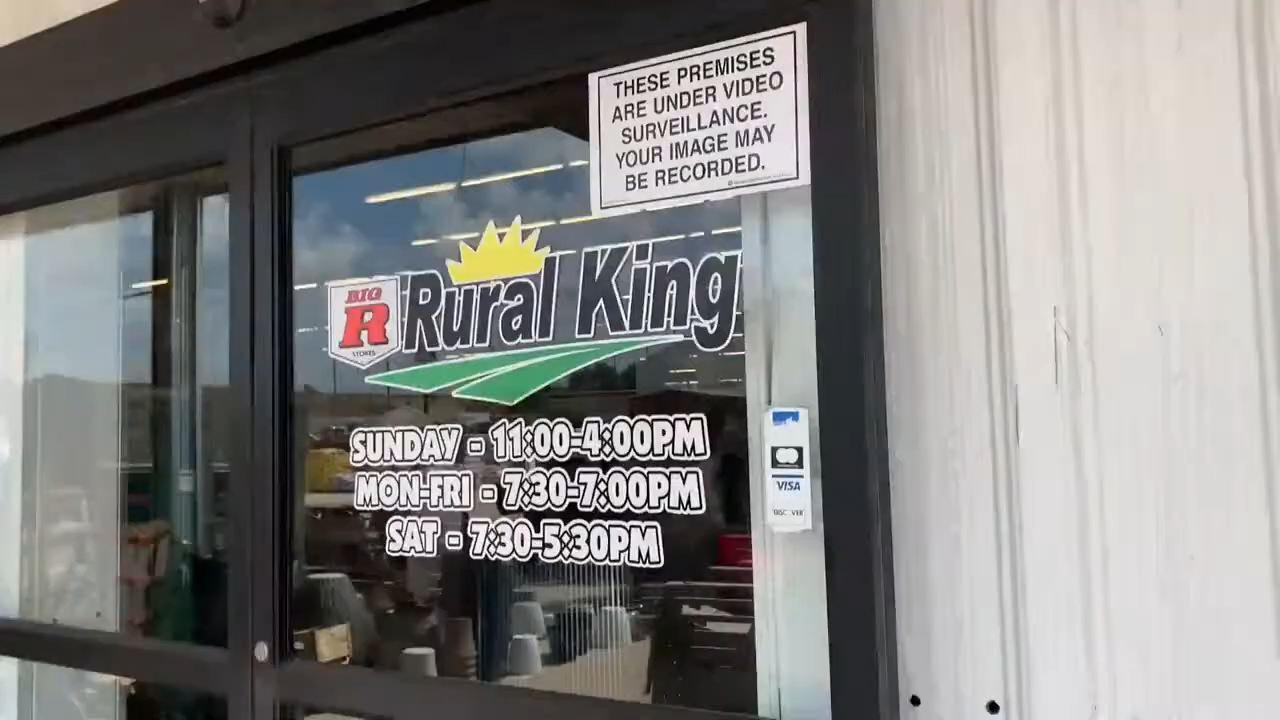 THESE PREMISES
ARE UNDER VIDEO
SURVEILLANCE.
YOUR IMAGE MAY
BE RECORDED.
BIG
R
STORES
Rural King
SUNDAY - 11:00-4:00PM
MON-FRI - 7:30-7:00PM
SAT - 7:30-5:30PM
VISA